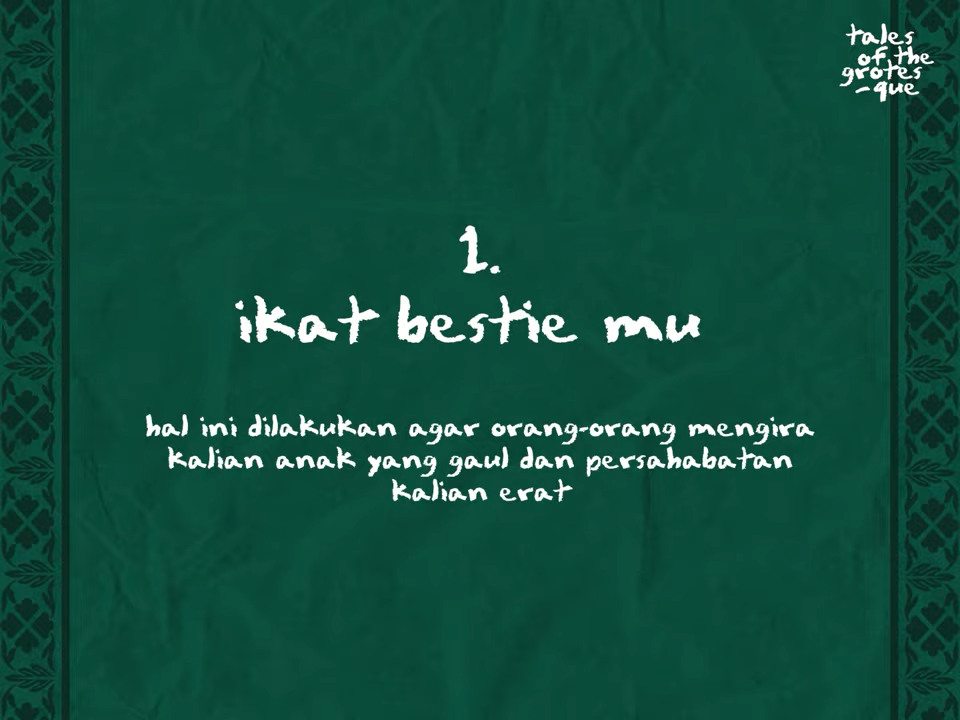 tales
of the
grotes
-que
1.
ikat bestie mu
hal ini dilakukan agar orang-orang mengira
kalian anak yang gaul dan persahabatan
kalian erat